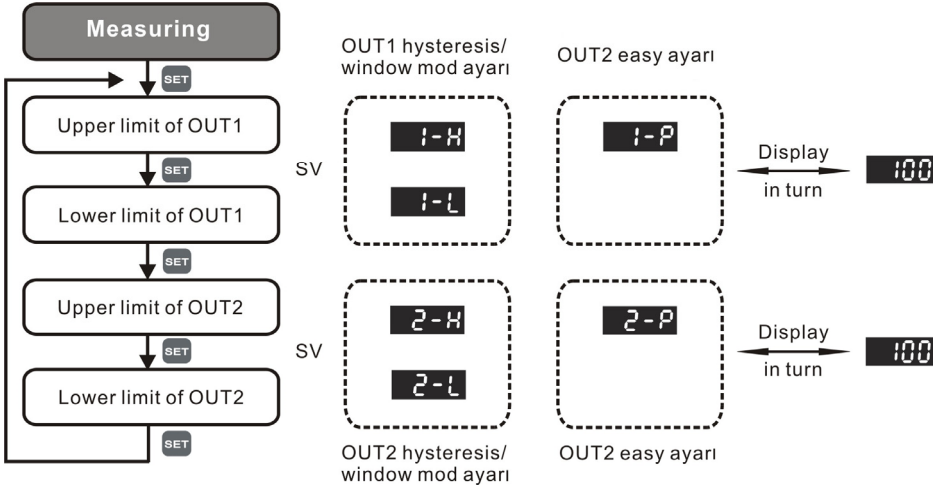 Measuring
SET
Upper limit of OUT1
SET
Lower limit of OUT1
SET
Upper limit of OUT2
SET
Lower limit of OUT2
SET
OUT1 hysteresis/
window mod ayarı
SV
1-H
1-L
OUT2 easy ayarı
1-P
Display
in turn
100
SV
2-H
2-L
OUT2 hysteresis/
window mod ayarı
2-P
OUT2 easy ayarı
Display
in turn
100